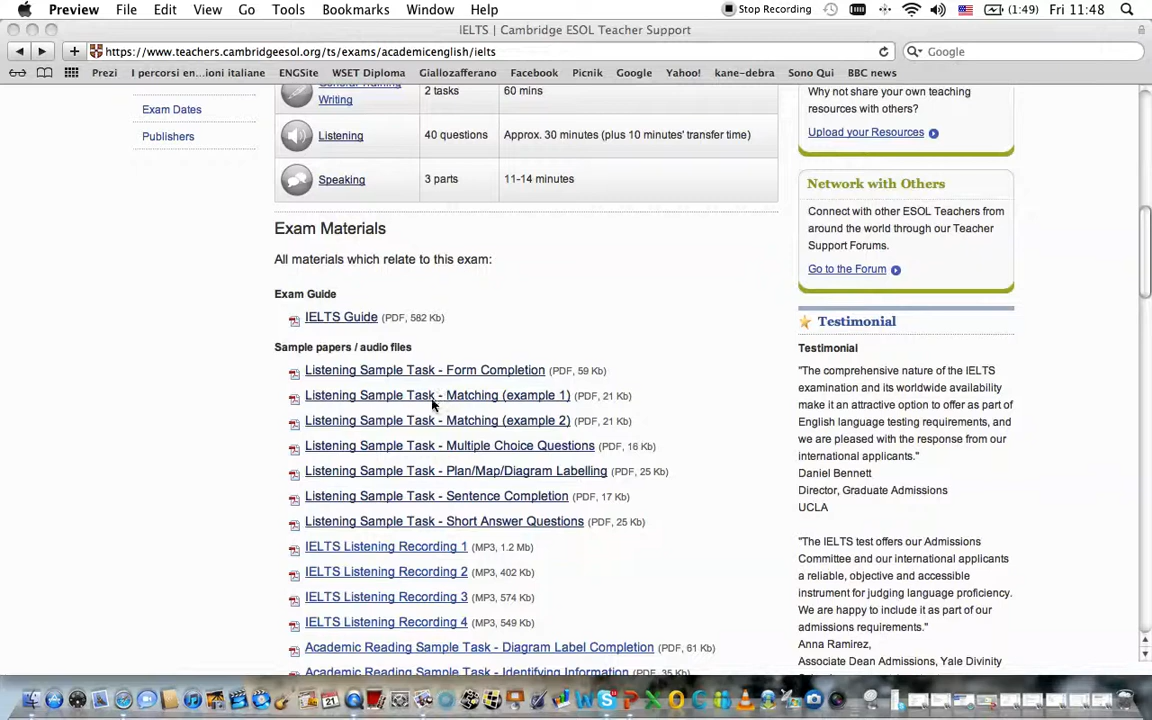 Preview File Edit View Go Tools Bookmarks Window Help Stop Recording (1:49) Fri 11:48
IELTS | Cambridge ESOL Teacher Support
https://www.teachers.cambridgeesol.org/ts/exams/academicenglish/ielts Google
Prezi I percorsi en...ioni italiane ENGSite WSET Diploma Giallozafferano Facebook Picnik Google Yahoo! kane-debra Sono Qui BBC news
Exam Dates
Publishers
General Training
Writing 2 tasks 60 mins
Listening 40 questions Approx. 30 minutes (plus 10 minutes' transfer time)
Speaking 3 parts 11-14 minutes
Exam Materials
All materials which relate to this exam:
Exam Guide
IELTS Guide (PDF, 582 Kb)
Sample papers / audio files
Listening Sample Task - Form Completion (PDF, 59 Kb)
Listening Sample Task - Matching (example 1) (PDF, 21 Kb)
Listening Sample Task - Matching (example 2) (PDF, 21 Kb)
Listening Sample Task - Multiple Choice Questions (PDF, 16 Kb)
Listening Sample Task - Plan/Map/Diagram Labelling (PDF, 25 Kb)
Listening Sample Task - Sentence Completion (PDF, 17 Kb)
Listening Sample Task - Short Answer Questions (PDF, 25 Kb)
IELTS Listening Recording 1 (MP3, 1.2 Mb)
IELTS Listening Recording 2 (MP3, 402 Kb)
IELTS Listening Recording 3 (MP3, 574 Kb)
IELTS Listening Recording 4 (MP3, 549 Kb)
Academic Reading Sample Task - Diagram Label Completion (PDF, 61 Kb)
Academic Reading Sample Task - Identifying Information (PDF, 35 Kb)
Why not share your own teaching
resources with others?
Upload your Resources
Network with Others
Connect with other ESOL Teachers from
around the world through our Teacher
Support Forums.
Go to the Forum
Testimonial
Testimonial
"The comprehensive nature of the IELTS
examination and its worldwide availability
make it an attractive option to offer as part of
English language testing requirements, and
we are pleased with the response from our
international applicants."
Daniel Bennett
Director, Graduate Admissions
UCLA
"The IELTS test offers our Admissions
Committee and our international applicants
a reliable, objective and accessible
instrument for judging language proficiency.
We are happy to include it as part of our
admissions requirements."
Anna Ramirez,
Associate Dean Admissions, Yale Divinity